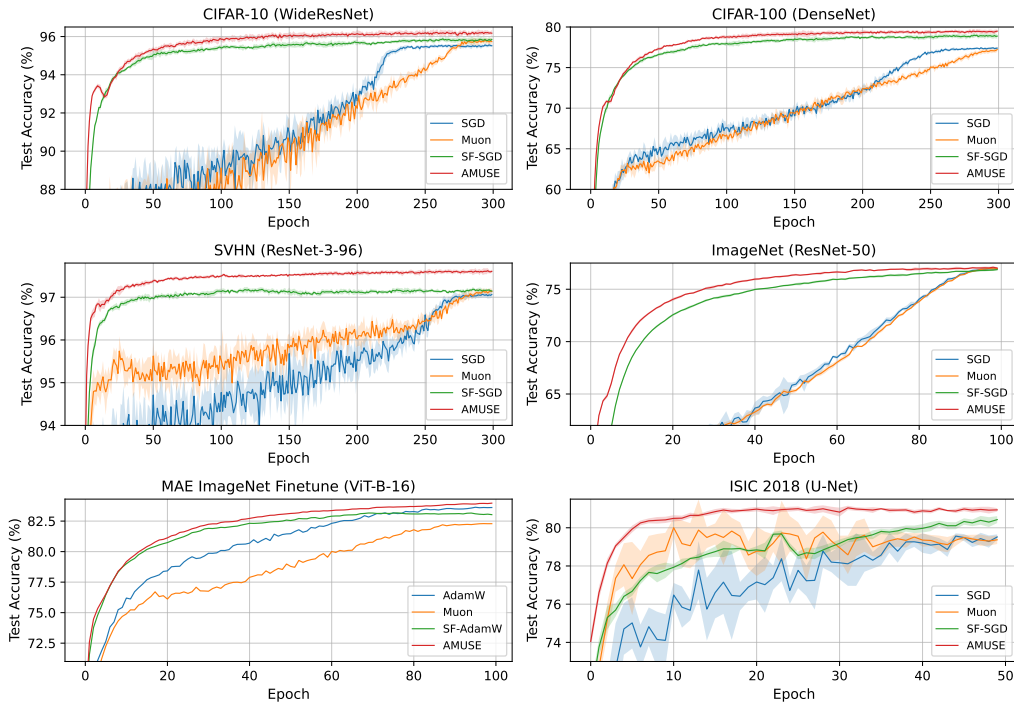 CIFAR-10 (WideResNet)
Test Accuracy (%)
96
94
92
90
88
0
50
100
150
200
250
300
Epoch
SGD
Muon
SF-SGD
AMUSE
CIFAR-100 (DenseNet)
Test Accuracy (%)
80
75
70
65
60
0
50
100
150
200
250
300
Epoch
SGD
Muon
SF-SGD
AMUSE
SVHN (ResNet-3-96)
Test Accuracy (%)
97
96
95
94
0
50
100
150
200
250
300
Epoch
SGD
Muon
SF-SGD
AMUSE
ImageNet (ResNet-50)
Test Accuracy (%)
75
70
65
0
20
40
60
80
100
Epoch
SGD
Muon
SF-SGD
AMUSE
MAE ImageNet Finetune (ViT-B-16)
Test Accuracy (%)
82.5
80.0
77.5
75.0
72.5
0
20
40
60
80
100
Epoch
AdamW
Muon
SF-AdamW
AMUSE
ISIC 2018 (U-Net)
Test Accuracy (%)
80
78
76
74
0
10
20
30
40
50
Epoch
SGD
Muon
SF-SGD
AMUSE